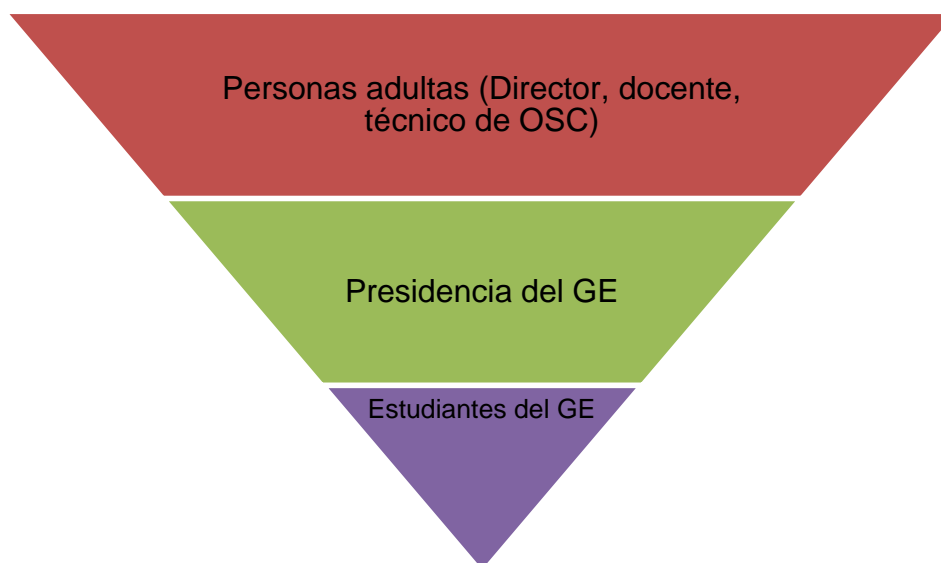 Personas adultas (Director, docente,
técnico de OSC)
Presidencia del GE
Estudiantes del GE